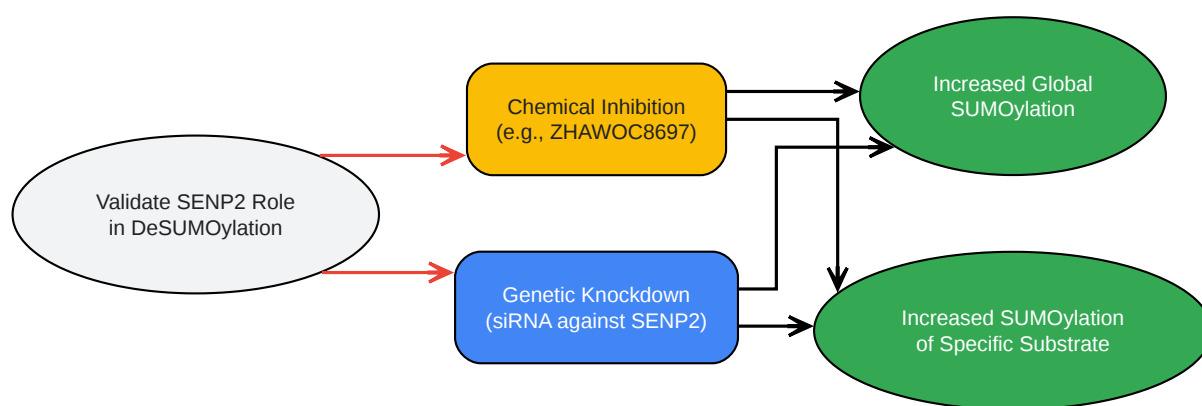 Validate SENP2 Role
in DeSUMOylation
Chemical Inhibition
(e.g., ZHAWOC8697)
Genetic Knockdown
(siRNA against SENP2)
Increased Global
SUMOylation
Increased SUMOylation
of Specific Substrate